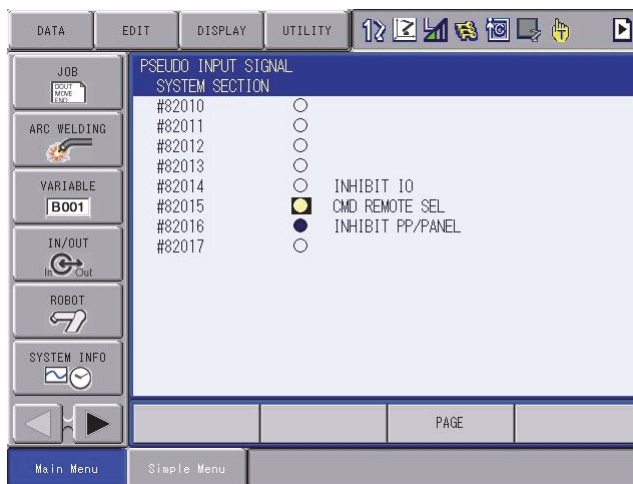 DATA
EDIT
DISPLAY
UTILITY
JOB
DOUT
MOVE
END
ARC WELDING
VARIABLE
B001
IN/OUT
In Out
ROBOT
SYSTEM INFO
PSEUDO INPUT SIGNAL
SYSTEM SECTION
#82010
#82011
#82012
#82013
#82014 INHIBIT IO
#82015 CMD REMOTE SEL
#82016 INHIBIT PP/PANEL
#82017
PAGE
Main Menu
Simple Menu